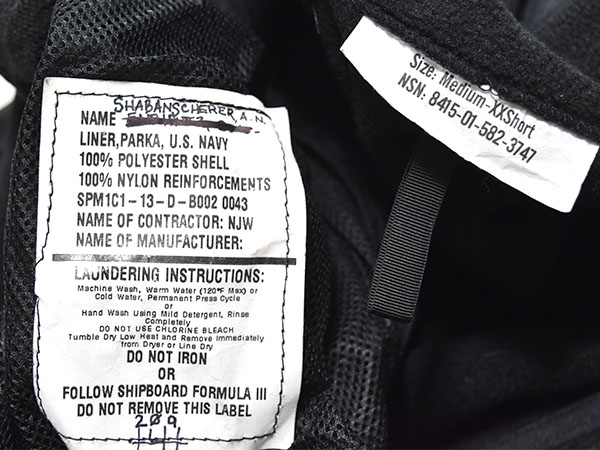 SHABANSCHERER A.N.
NAME
LINER, PARKA, U.S. NAVY
100% POLYESTER SHELL
100% NYLON REINFORCEMENTS
SPM1C1-13-D-B002 0043
NAME OF CONTRACTOR: NJW
NAME OF MANUFACTURER:
LAUNDERING INSTRUCTIONS:
Machine Wash, Warm Water (120°F Max) or
Cold Water, Permanent Press Cycle
or
Hand Wash Using Mild Detergent, Rinse
Completely
DO NOT USE CHLORINE BLEACH
Tumble Dry Low Heat and Remove Immediately
from Dryer or Line Dry
DO NOT IRON
OR
FOLLOW SHIPBOARD FORMULA III
DO NOT REMOVE THIS LABEL
209
Size: Medium-XXShort
NSN: 8415-01-582-3747